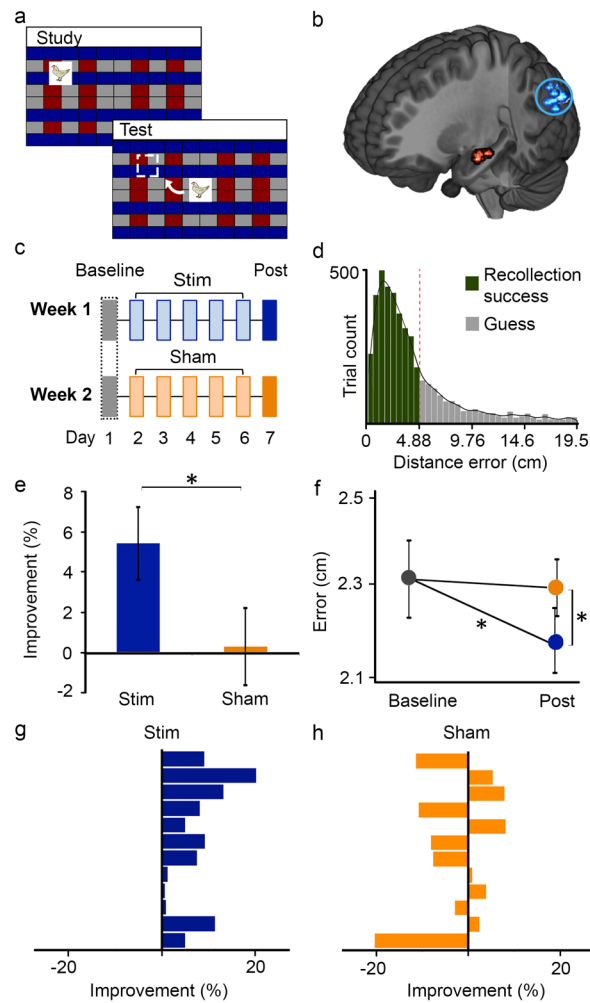 a
Study
Test
b
c
Baseline
Stim
Post
Week 1
Sham
Week 2
Day 1 2 3 4 5 6 7
d
500
Recollection
success
Guess
Trial count
0 4.88 9.76 14.6 19.5
Distance error (cm)
e
*
8
6
4
2
0
-2
Improvement (%)
Stim Sham
f
2.5
2.3
2.1
Error (cm)
*
*
Baseline Post
g
Stim
-20 20
Improvement (%)
h
Sham
-20 20
Improvement (%)